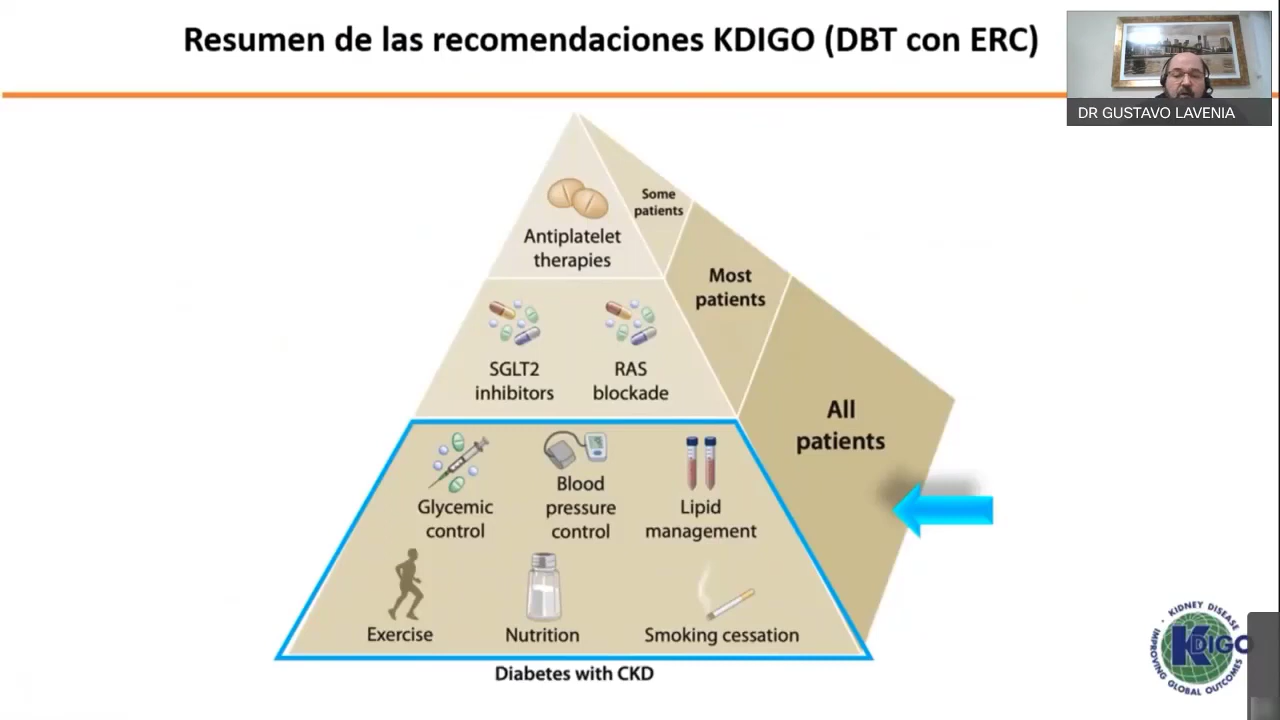 Resumen de las recomendaciones KDIGO (DBT con ERC)
DR GUSTAVO LAVENIA
Some
patients
Antiplatelet
therapies
Most
patients
SGLT2
inhibitors
RAS
blockade
All
patients
Glycemic
control
Blood
pressure
control
Lipid
management
Exercise
Nutrition
Smoking cessation
Diabetes with CKD
KIDNEY DISEASE
IMPROVING GLOBAL OUTCOMES
KDIGO